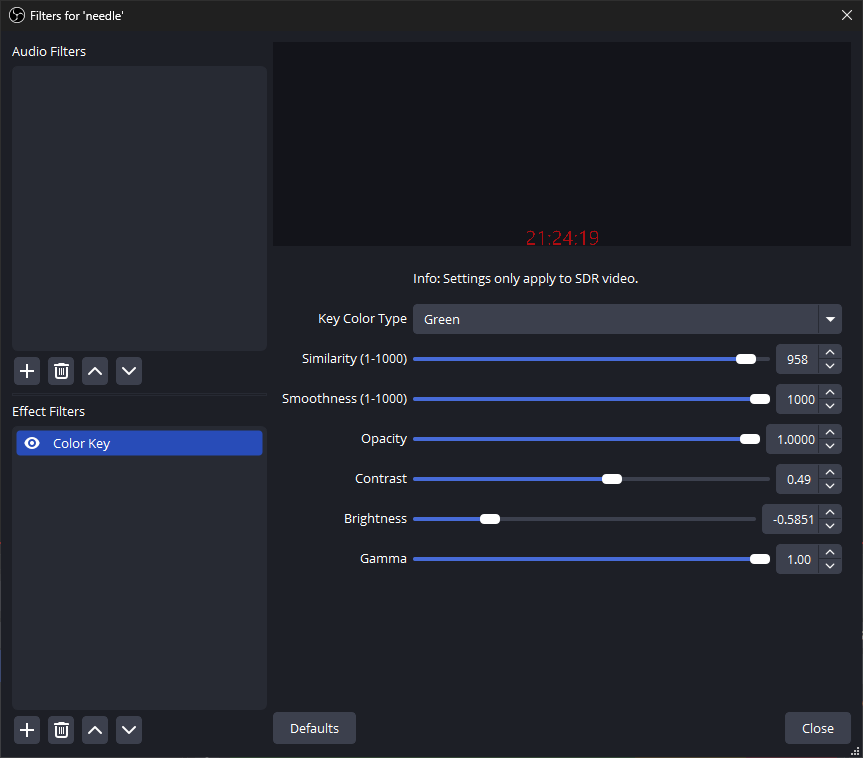 Filters for 'needle'
Audio Filters
21:24:19
Info: Settings only apply to SDR video.
Key Color Type Green
Similarity (1-1000) 958
Smoothness (1-1000) 1000
Opacity 1.0000
Contrast 0.49
Brightness -0.5851
Gamma 1.00
Effect Filters
Color Key
Defaults
Close